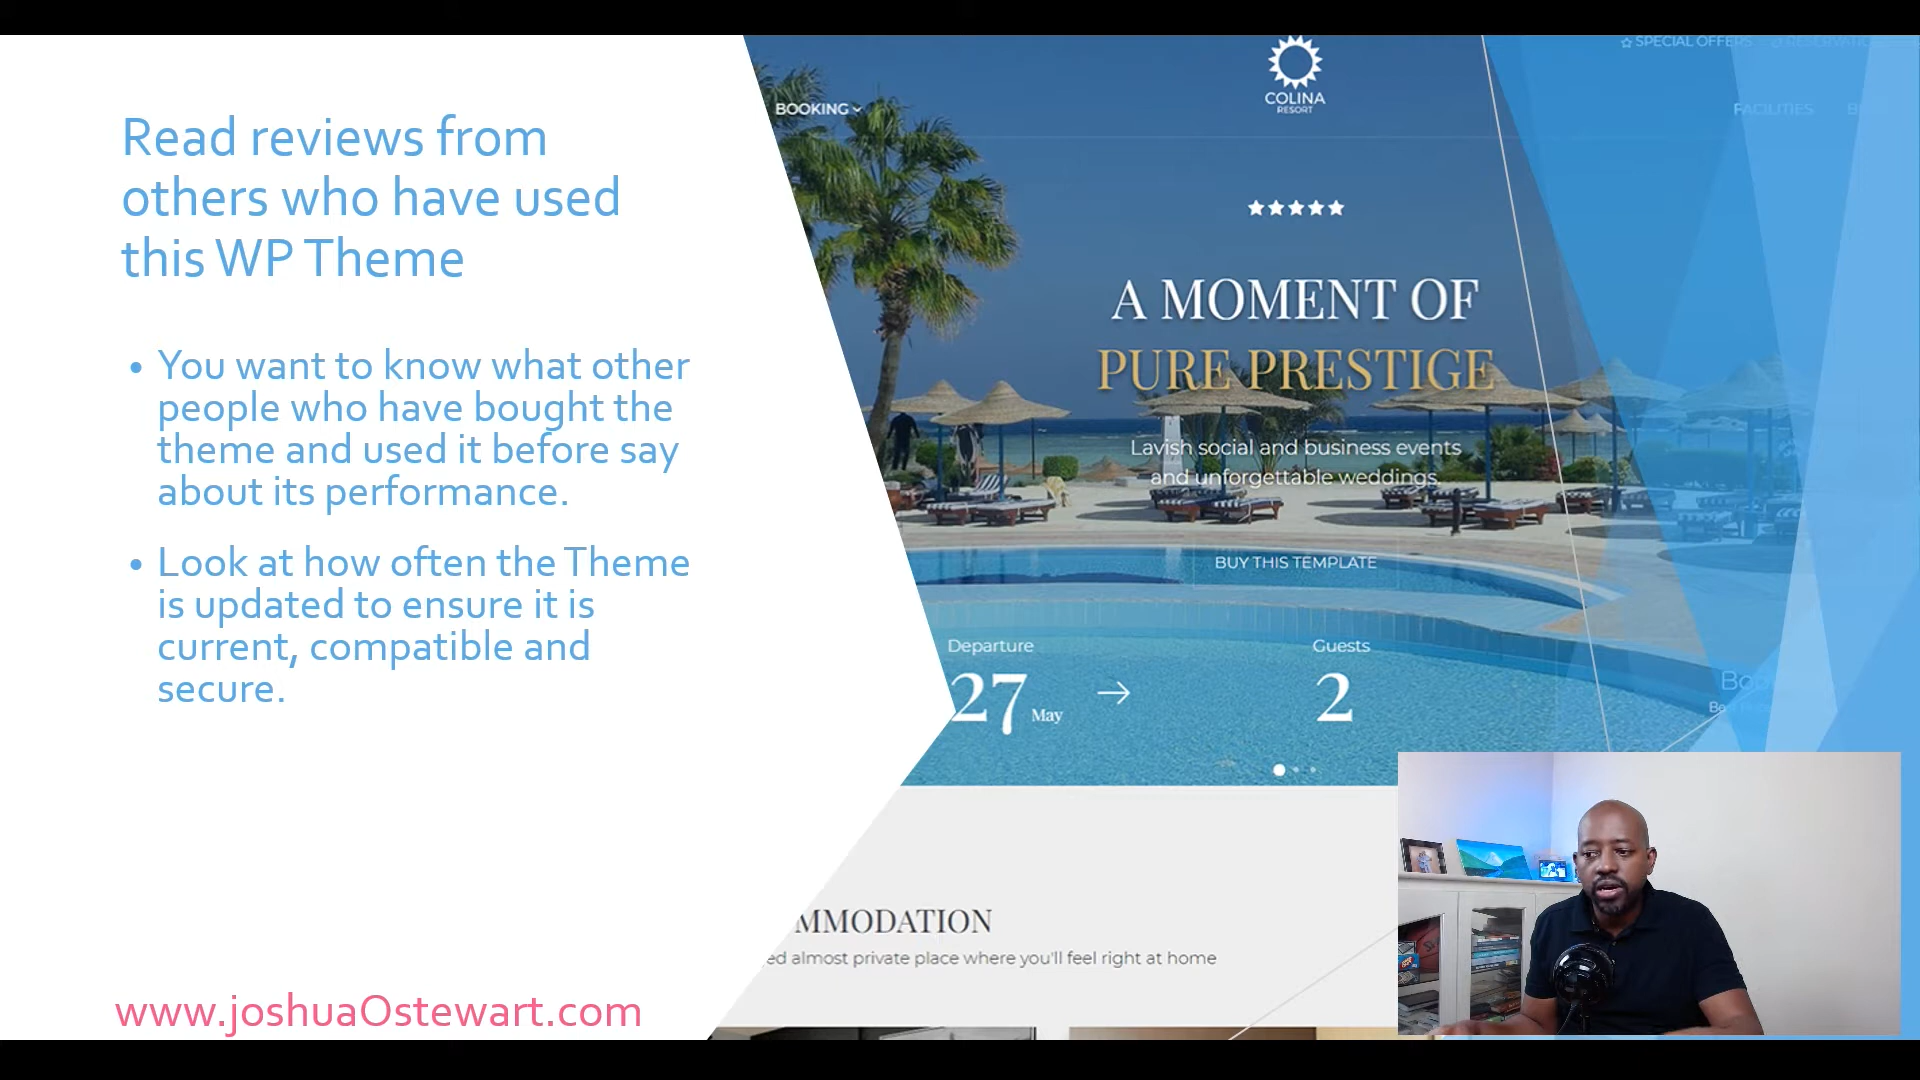 Read reviews from
others who have used
this WP Theme
• You want to know what other
people who have bought the
theme and used it before say
about its performance.
• Look at how often the Theme
is updated to ensure it is
current, compatible and
secure.
www.joshuaOstewart.com
SPECIAL OFFERS
COLINA
RESORT
BOOKING
FACILITIES
A MOMENT OF
PURE PRESTIGE
Lavish social and business events
and unforgettable weddings.
BUY THIS TEMPLATE
Departure
Guests
27 May
2
MMODATION
ed almost private place where you'll feel right at home